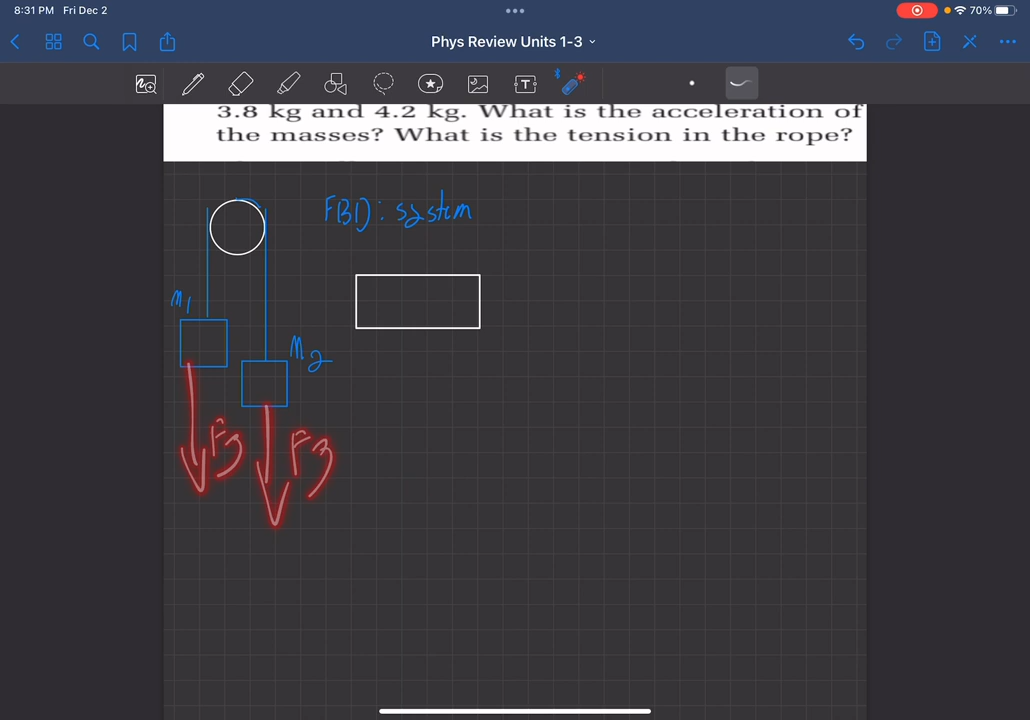 8:31 PM Fri Dec 2
70%
Phys Review Units 1-3
T
3.8 kg and 4.2 kg. What is the acceleration of
the masses? What is the tension in the rope?
FBD: system
m1
m2
Fg
Fg